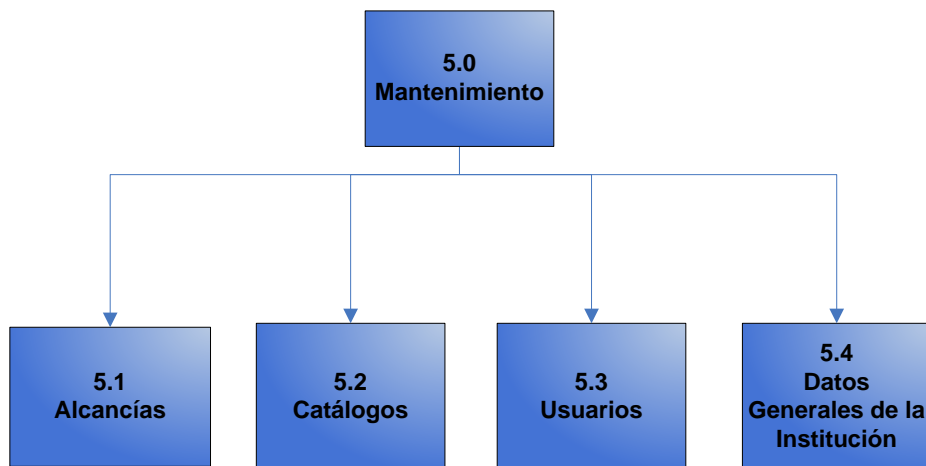 5.0
Mantenimiento
5.1
Alcancías
5.2
Catálogos
5.3
Usuarios
5.4
Datos
Generales de la
Institución